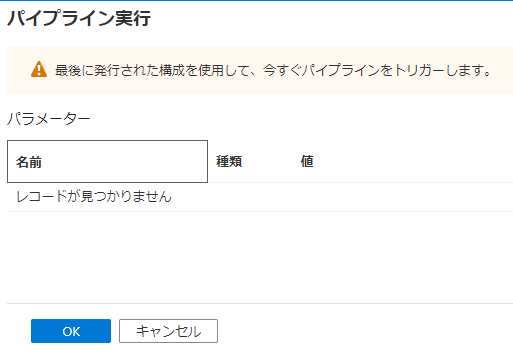 パイプライン実行
最後に発行された構成を使用して、今すぐパイプラインをトリガーします。
パラメーター
名前 種類 値
レコードが見つかりません
OK キャンセル